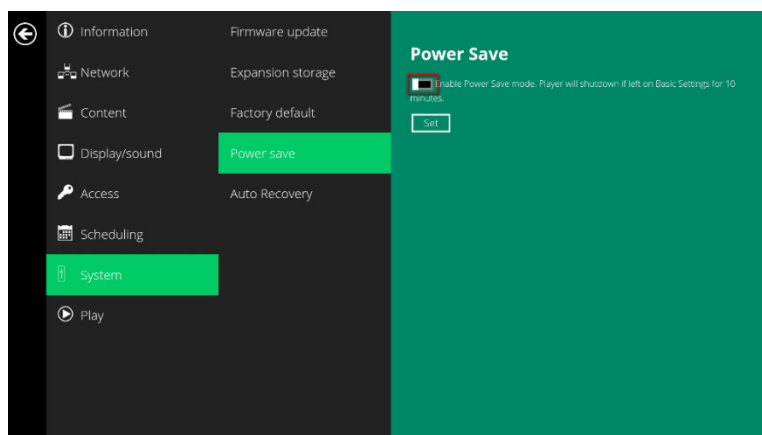 Information
Network
Content
Display/sound
Access
Scheduling
System
Play
Firmware update
Expansion storage
Factory default
Power save
Auto Recovery
Power Save
Enable Power Save mode. Player will shutdown if left on Basic Settings for 10
minutes.
Set